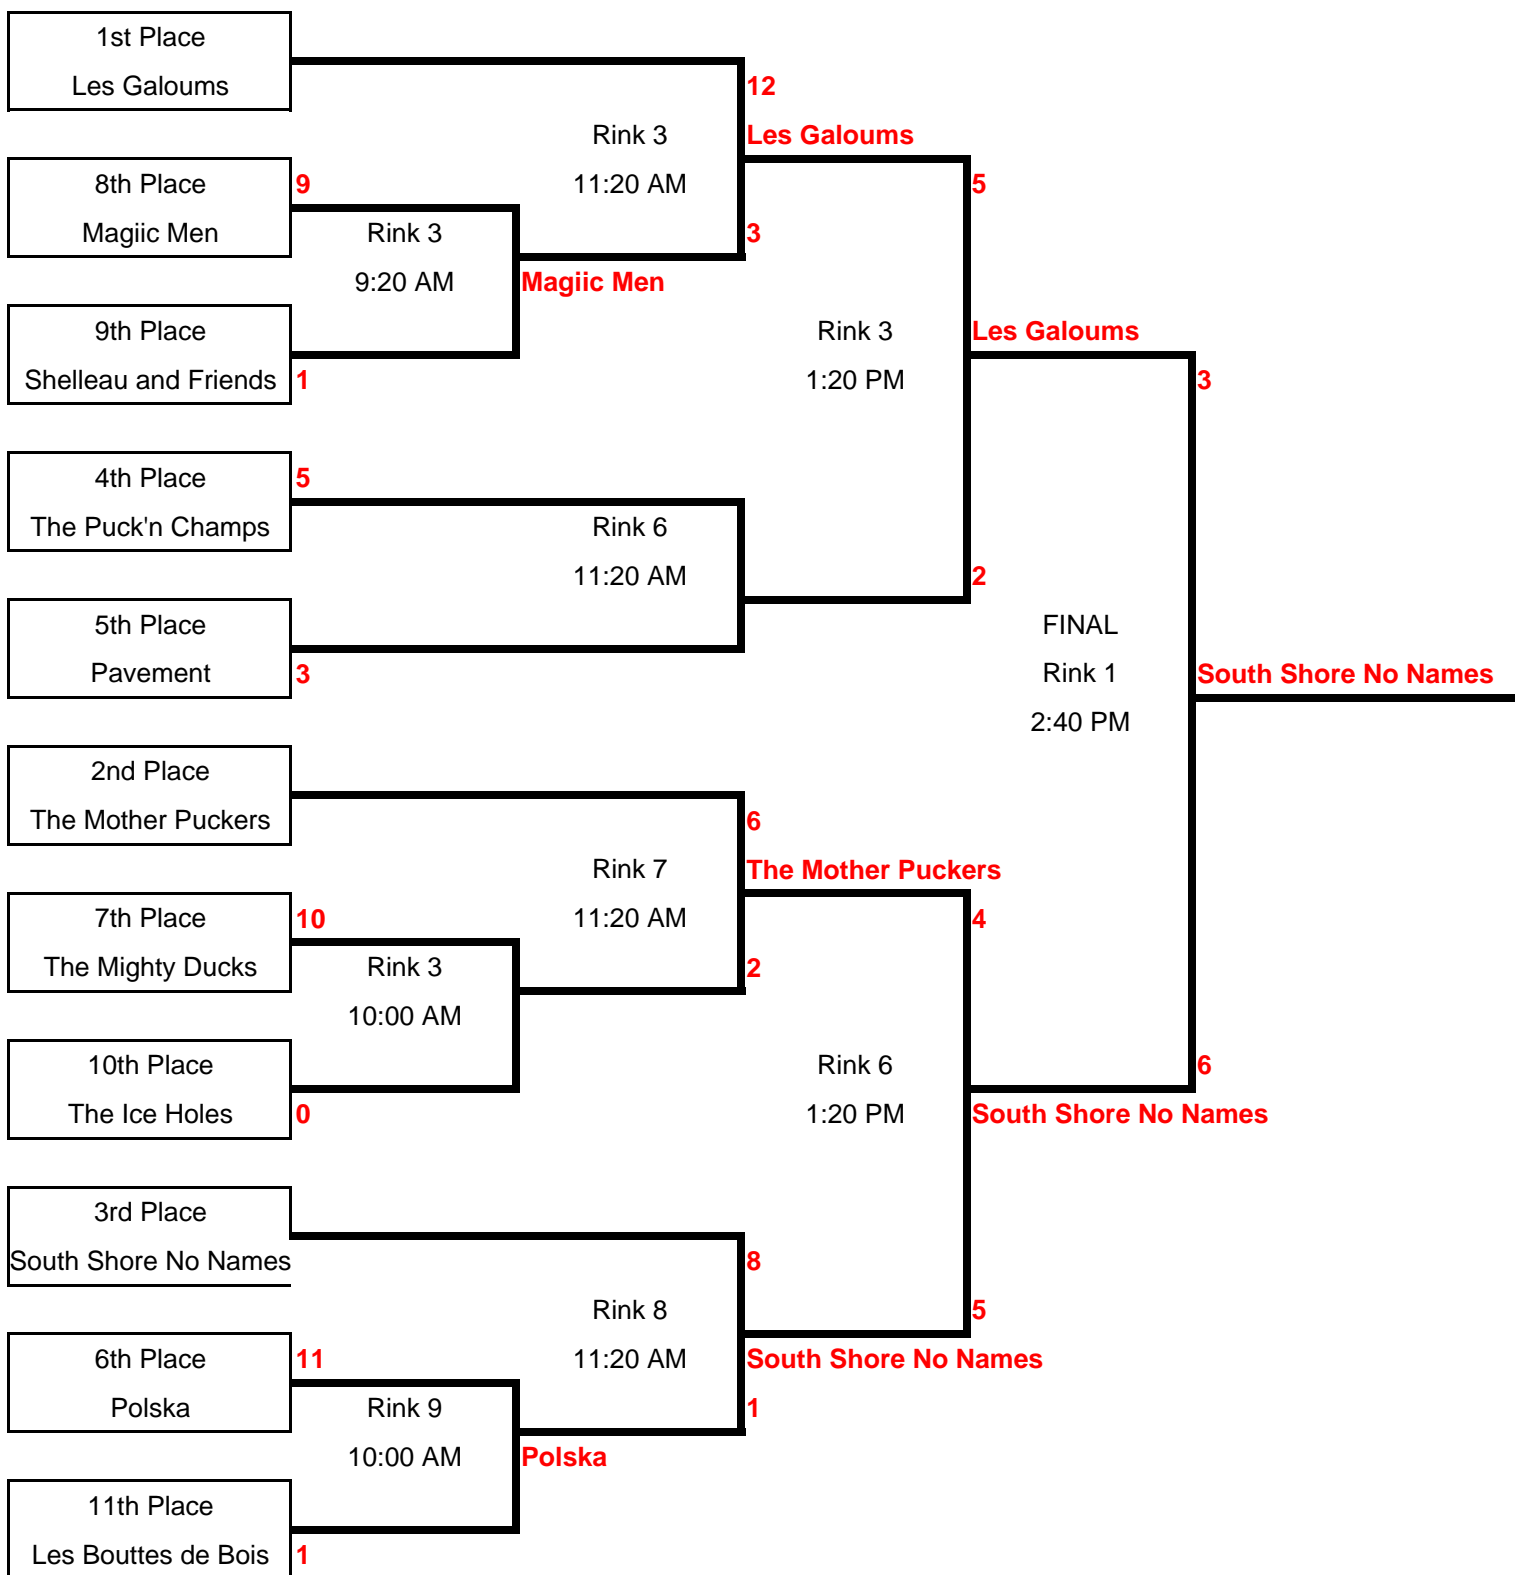 1st Place
Les Galoums
12
Rink 3
Les Galoums
8th Place
9
11:20 AM
5
Magiic Men
Rink 3
3
9:20 AM
Magiic Men
9th Place
Rink 3
Les Galoums
Shelleau and Friends
1
1:20 PM
3
4th Place
5
The Puck'n Champs
Rink 6
11:20 AM
2
5th Place
FINAL
Pavement
3
Rink 1
South Shore No Names
2:40 PM
2nd Place
The Mother Puckers
6
Rink 7
The Mother Puckers
7th Place
10
11:20 AM
4
The Mighty Ducks
Rink 3
2
10:00 AM
10th Place
Rink 6
6
The Ice Holes
0
1:20 PM
South Shore No Names
3rd Place
South Shore No Names
8
Rink 8
5
6th Place
11
11:20 AM
South Shore No Names
Polska
Rink 9
1
10:00 AM
Polska
11th Place
Les Bouttes de Bois
1